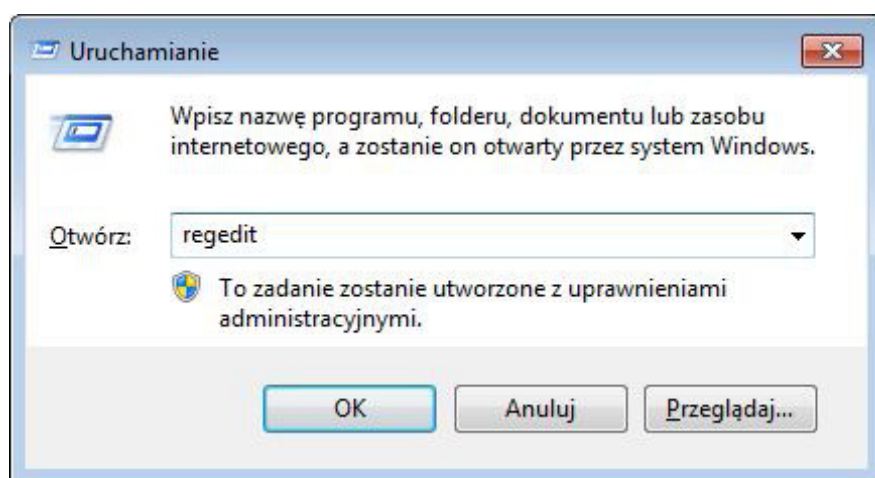 Uruchamianie
Wpisz nazwę programu, folderu, dokumentu lub zasobu
internetowego, a zostanie on otwarty przez system Windows.
Otwórz: regedit
To zadanie zostanie utworzone z uprawnieniami
administracyjnymi.
OK Anuluj Przeglądaj...